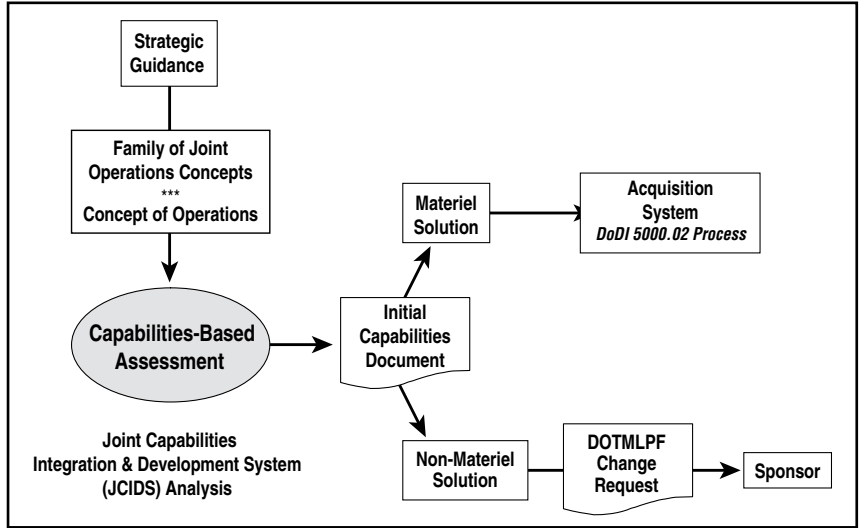 Strategic
Guidance
Family of Joint
Operations Concepts
***
Concept of Operations
Capabilities-Based
Assessment
Joint Capabilities
Integration & Development System
(JCIDS) Analysis
Initial
Capabilities
Document
Materiel
Solution
Acquisition
System
DoDI 5000.02 Process
Non-Materiel
Solution
DOTMLPF
Change
Request
Sponsor